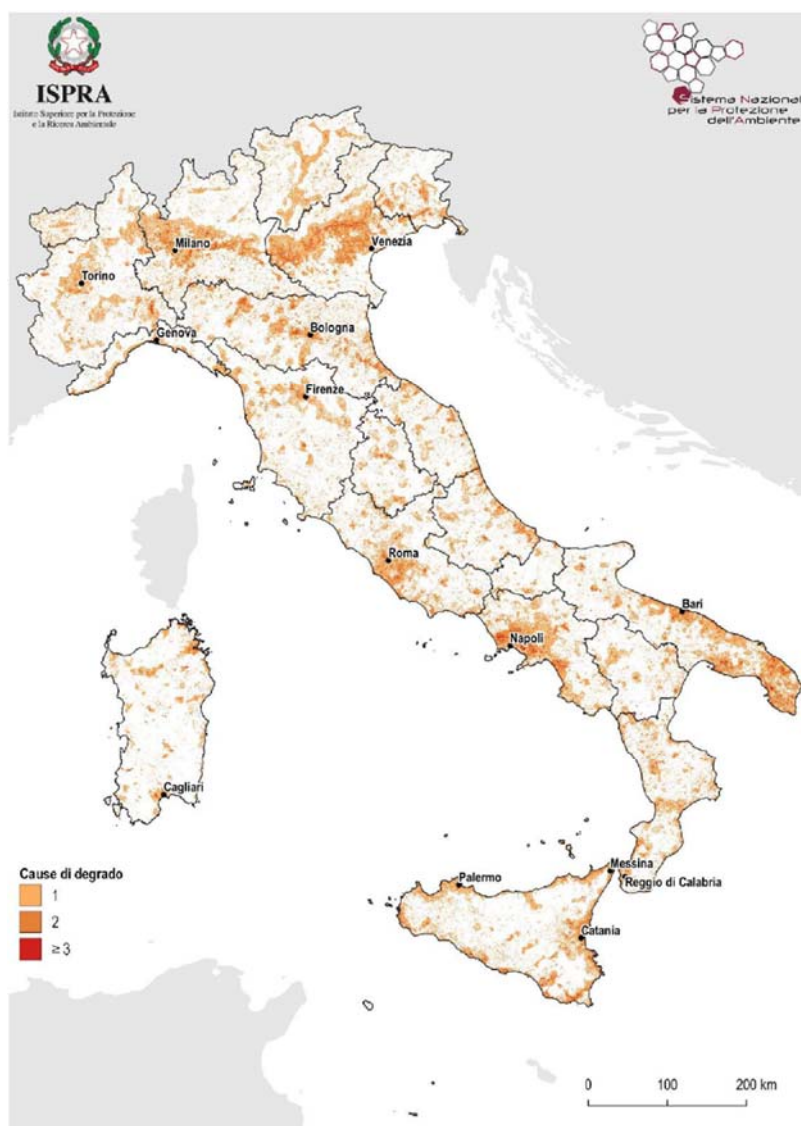 ISPRA
Istituto Superiore per la Protezione
e la Ricerca Ambientale
Sistema Nazionale
per la Protezione
dell'Ambiente
Milano
Venezia
Torino
Genova
Bologna
Firenze
Roma
Bari
Napoli
Cagliari
Cause di degrado
1
2
≥ 3
Messina
Palermo
Reggio di Calabria
Catania
0 100 200 km